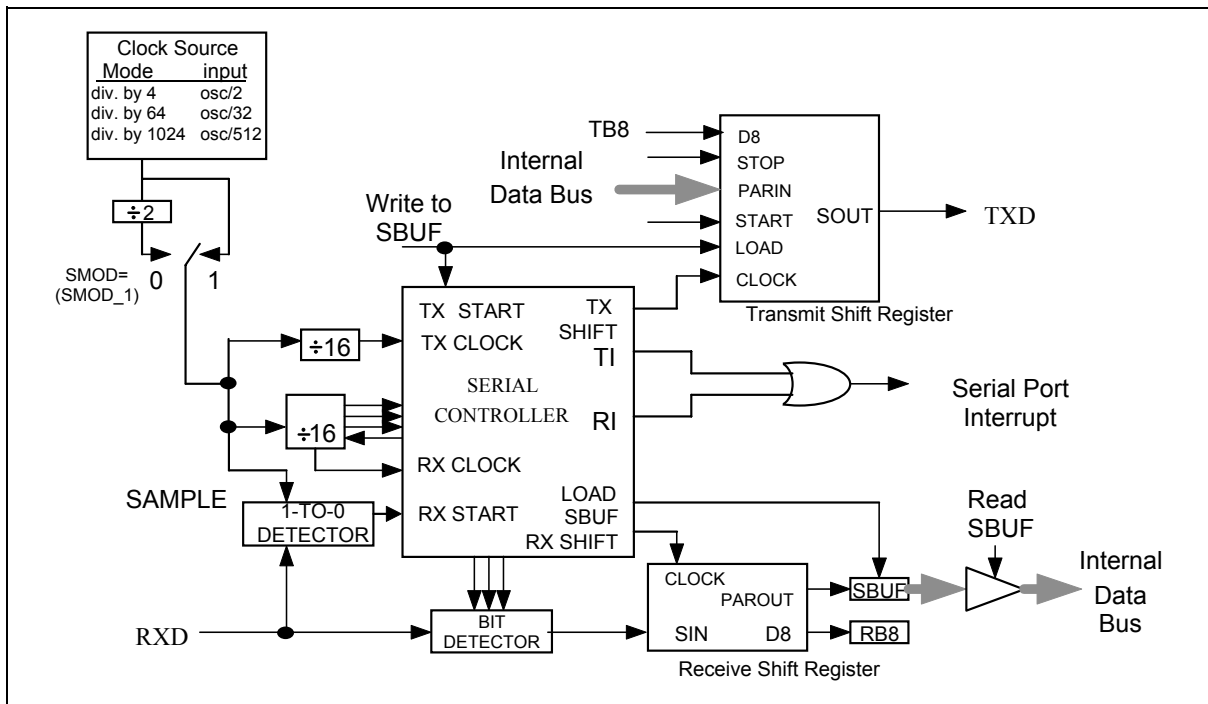 Clock Source
Mode input
div. by 4 osc/2
div. by 64 osc/32
div. by 1024 osc/512
÷2
SMOD=
(SMOD_1)
0
1
Write to
SBUF
TB8
Internal
Data Bus
D8
STOP
PARIN
START
LOAD
CLOCK
SOUT
TXD
Transmit Shift Register
÷16
÷16
TX START
TX CLOCK
SERIAL
CONTROLLER
RX CLOCK
RX START
TX
SHIFT
TI
RI
LOAD
SBUF
RX SHIFT
Serial Port
Interrupt
SAMPLE
1-TO-0
DETECTOR
RXD
BIT
DETECTOR
CLOCK
PAROUT
SIN D8
Receive Shift Register
SBUF
RB8
Read
SBUF
Internal
Data
Bus